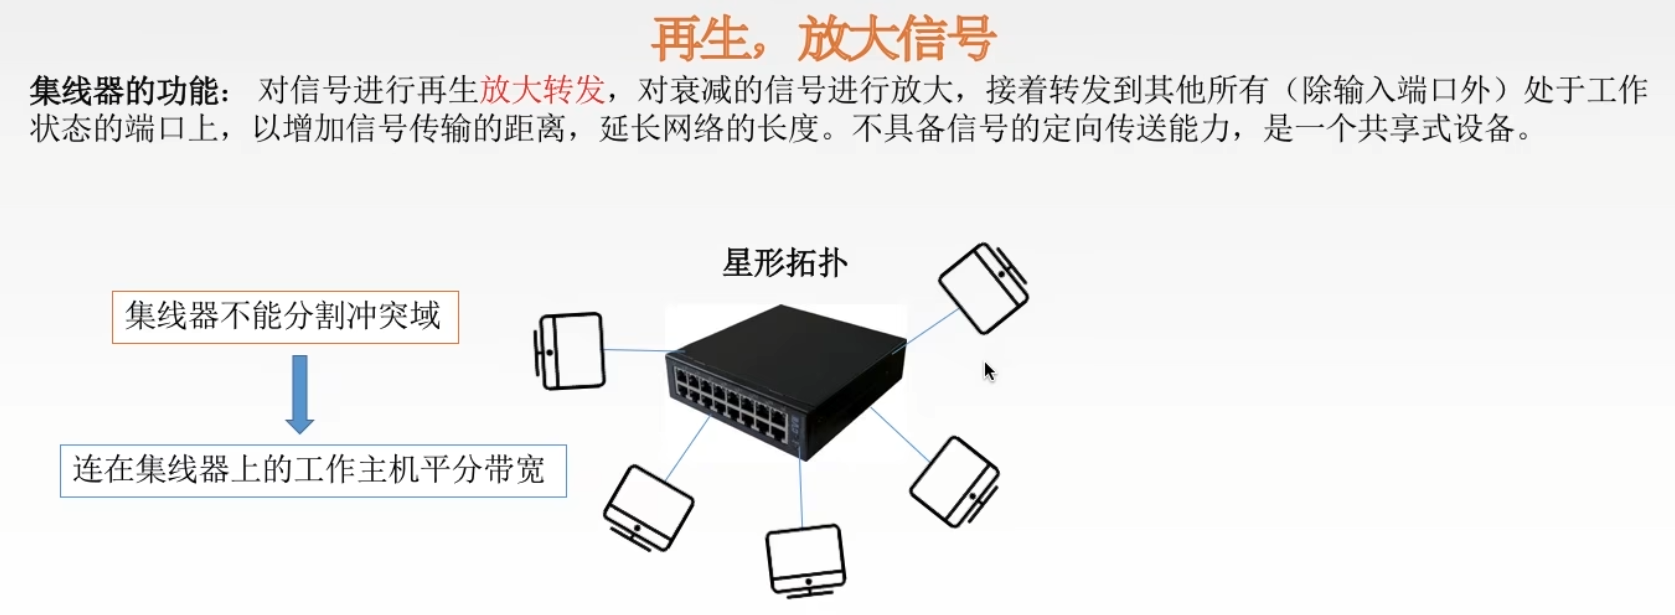 再生，放大信号
集线器的功能： 对信号进行再生放大转发，对衰减的信号进行放大，接着转发到其他所有（除输入端口外）处于工作
状态的端口上，以增加信号传输的距离，延长网络的长度。不具备信号的定向传送能力，是一个共享式设备。
星形拓扑
集线器不能分割冲突域
连在集线器上的工作主机平分带宽